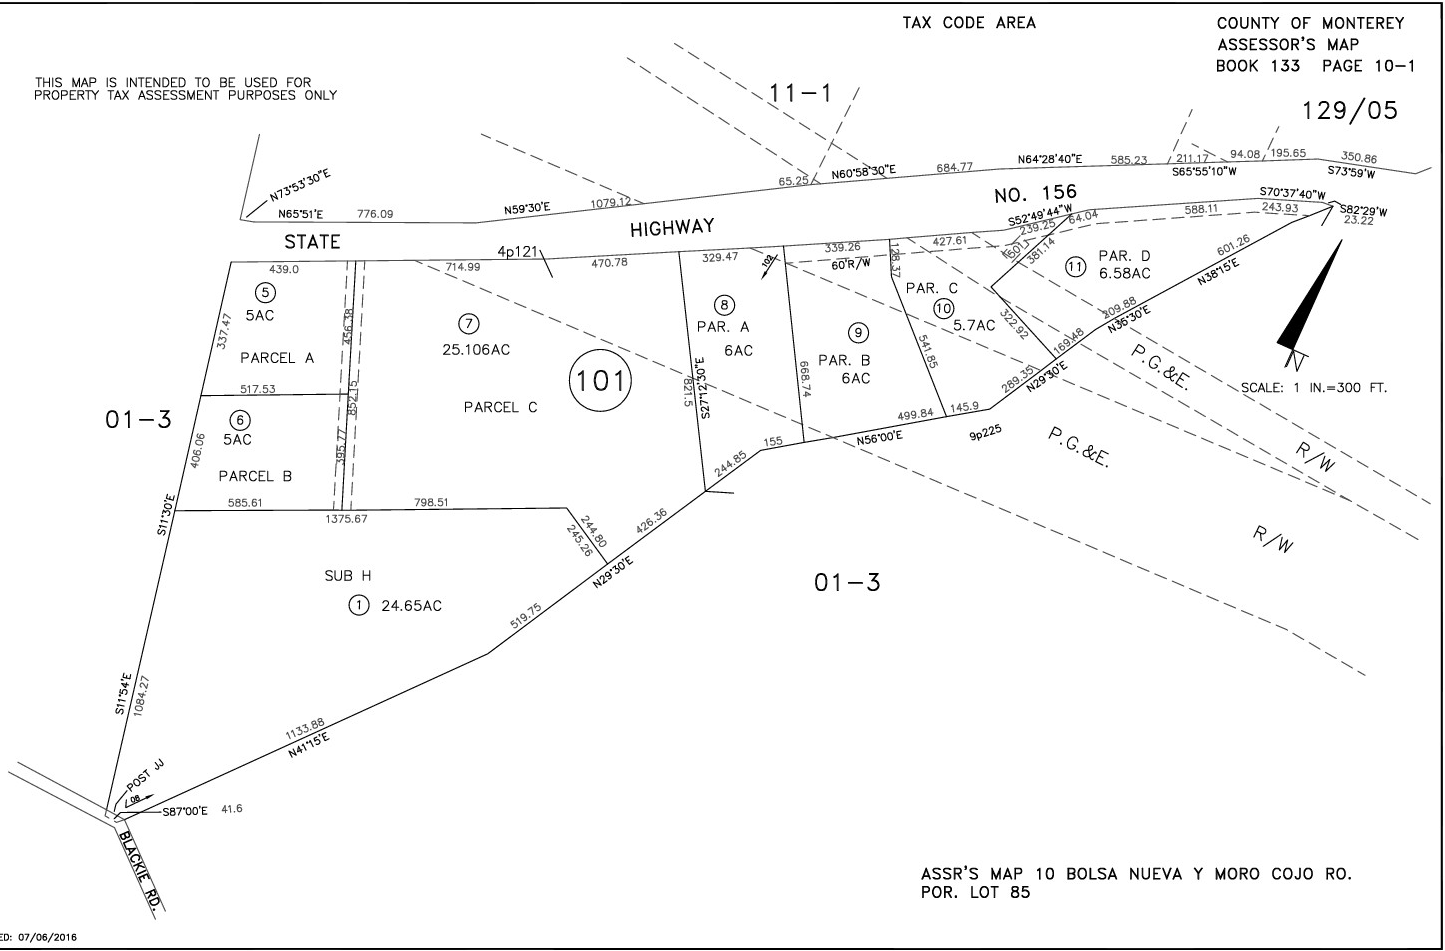 TAX CODE AREA
COUNTY OF MONTEREY
ASSESSOR'S MAP
BOOK 133 PAGE 10-1
THIS MAP IS INTENDED TO BE USED FOR
PROPERTY TAX ASSESSMENT PURPOSES ONLY
11-1
129/05
N73°53'30"E
N65°51'E
776.09
N59°30'E
1079.12
65.25
N60°58'30"E
684.77
N64°28'40"E
585.23
211.17
94.08
195.65
350.86
S65°55'10"W
S73°59'W
STATE
HIGHWAY
NO. 156
S52°49'44"W
64.04
588.11
S70°37'40"W
243.93
S82°29'W
23.22
439.0
714.99
4p121
470.78
329.47
102
339.26
60'R/W
427.61
128.37
239.25
(60')
381.14
601.26
N38°15'E
5
5AC
PARCEL A
337.47
456.38
517.53
852.15
7
25.106AC
PARCEL C
101
8
PAR. A
6AC
821.5
S27°12'30"E
9
PAR. B
6AC
668.74
PAR. C
10
5.7AC
541.85
11
PAR. D
6.58AC
322.92
209.88
N35°30'E
169.48
289.35
N29°30'E
P.G.&E.
SCALE: 1 IN.=300 FT.
N
01-3
6
5AC
PARCEL B
406.06
395.77
585.61
798.51
1375.67
S11°30'E
244.80
245.26
426.36
244.85
155
N56°00'E
499.84
145.9
9p225
P.G.&E.
R/W
R/W
N29°30'E
SUB H
1
24.65AC
519.75
01-3
S11°54'E
1084.27
1133.88
N41°15'E
POST JJ
S87°00'E
41.6
BLACKIE RD.
ASSR'S MAP 10 BOLSA NUEVA Y MORO COJO RO.
POR. LOT 85
ED: 07/06/2016